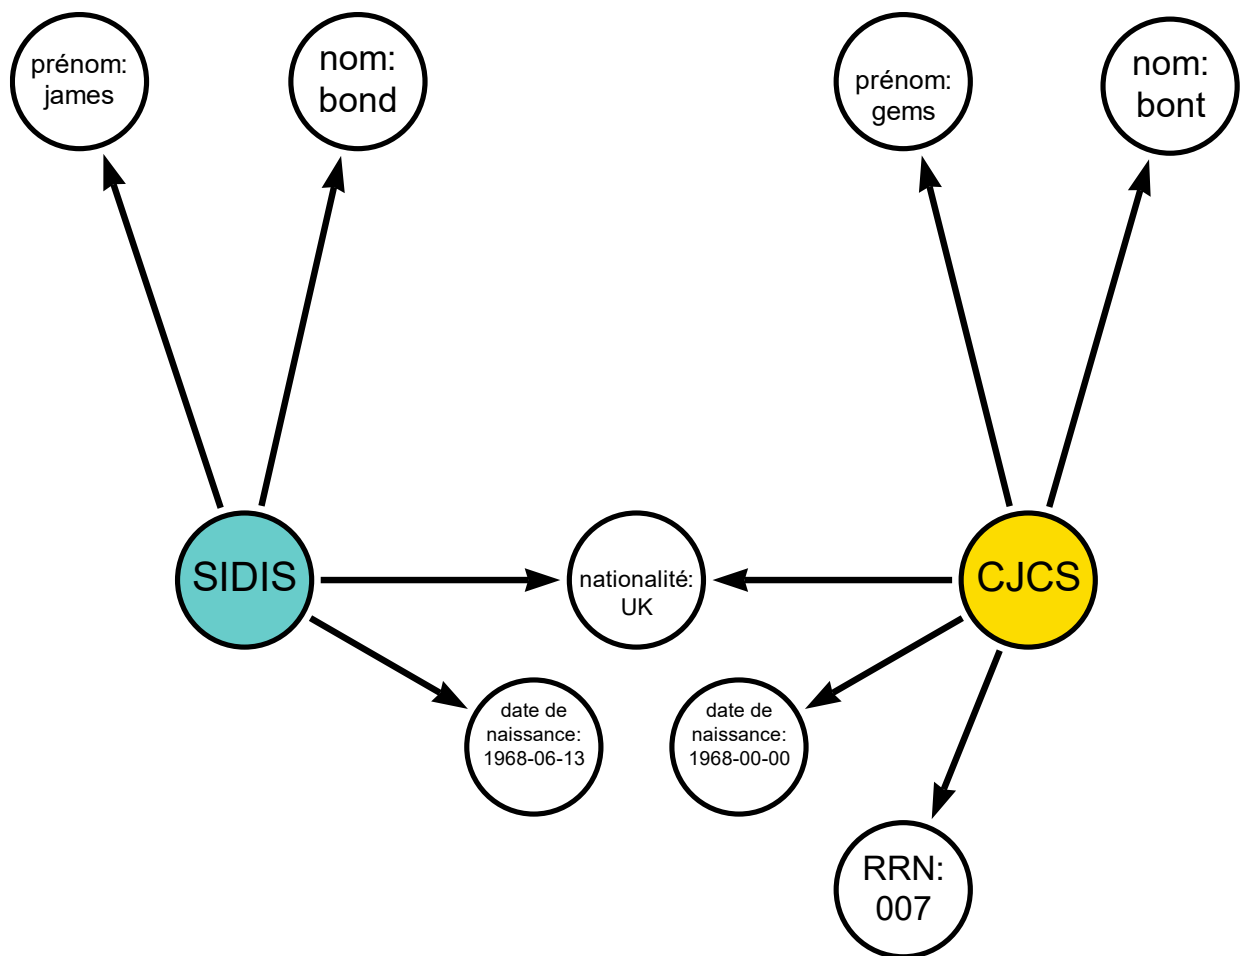 prénom:
james
nom:
bond
prénom:
gems
nom:
bont
SIDIS
nationalité:
UK
CJCS
date de
naissance:
1968-06-13
date de
naissance:
1968-00-00
RRN:
007